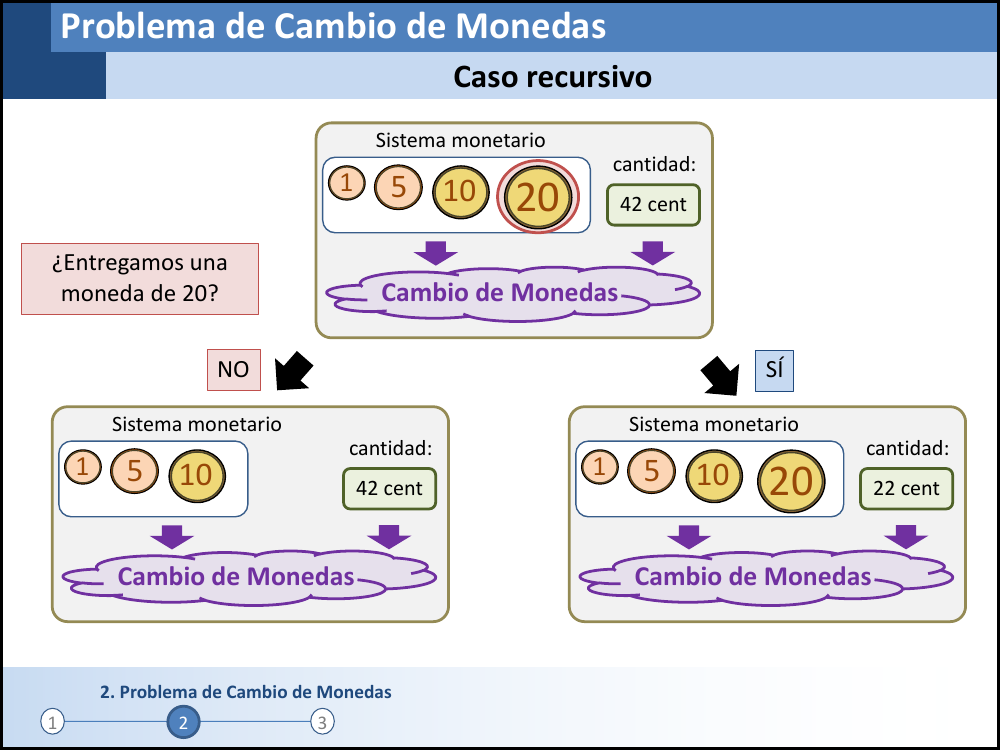 Problema de Cambio de Monedas
Caso recursivo
Sistema monetario
cantidad:
1 5 10 20
42 cent
Cambio de Monedas
¿Entregamos una
moneda de 20?
NO
SÍ
Sistema monetario
cantidad:
1 5 10
42 cent
Cambio de Monedas
Sistema monetario
cantidad:
1 5 10 20
22 cent
Cambio de Monedas
2. Problema de Cambio de Monedas
1 2 3